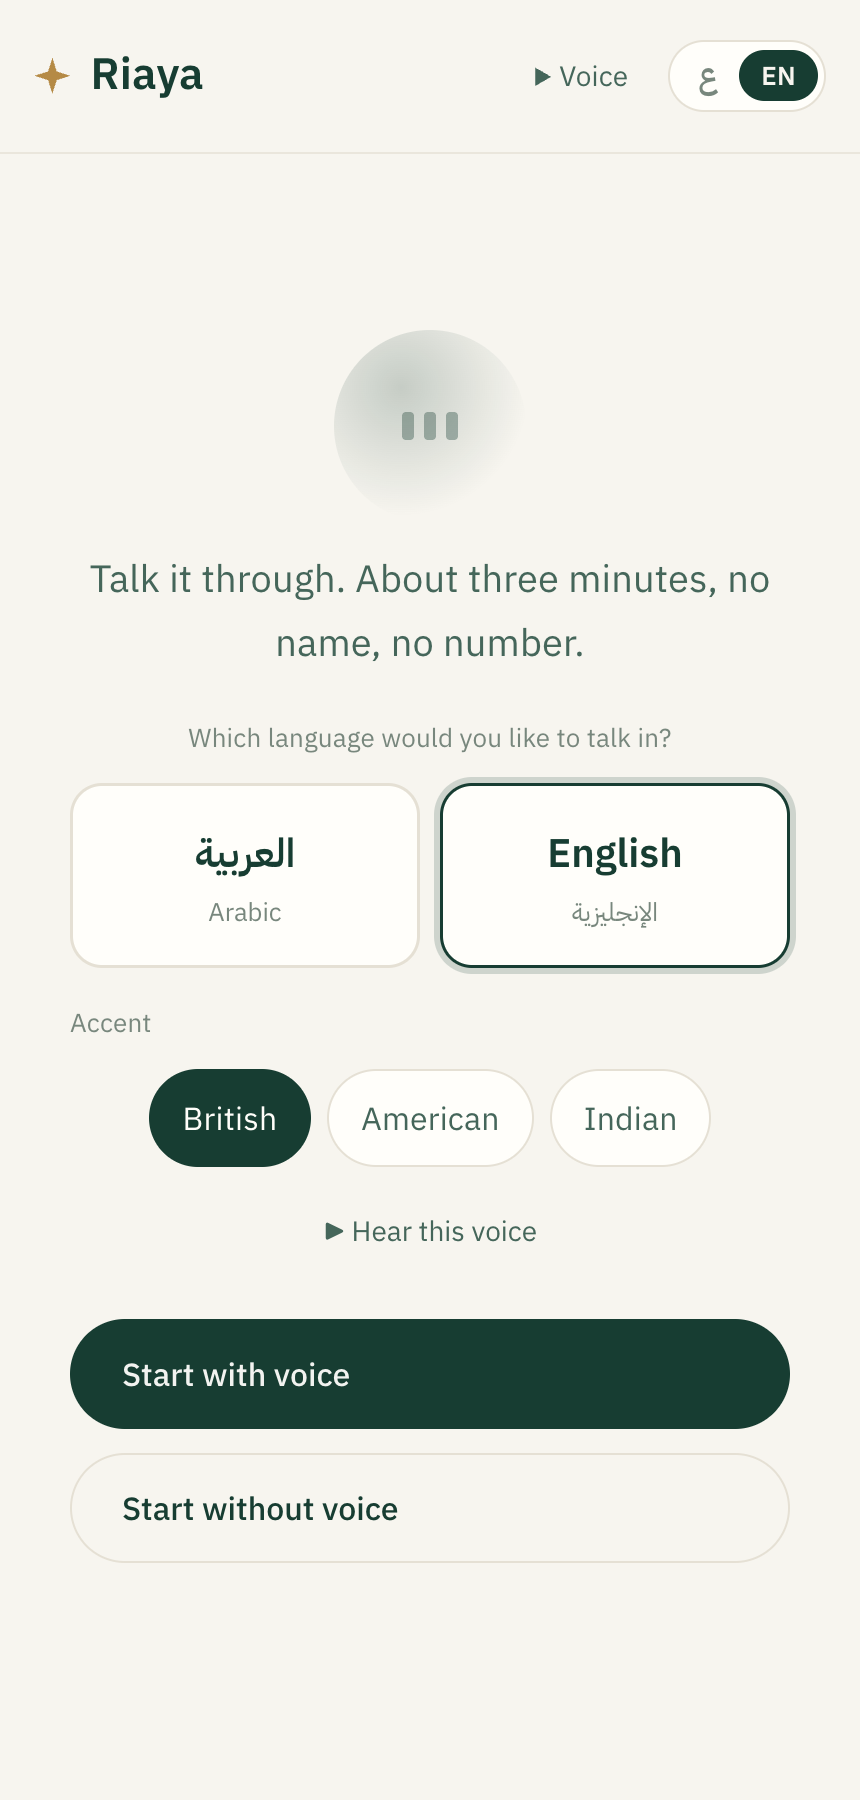 Riaya
Voice
ع
EN
Talk it through. About three minutes, no
name, no number.
Which language would you like to talk in?
العربية
Arabic
English
الإنجليزية
Accent
British
American
Indian
Hear this voice
Start with voice
Start without voice